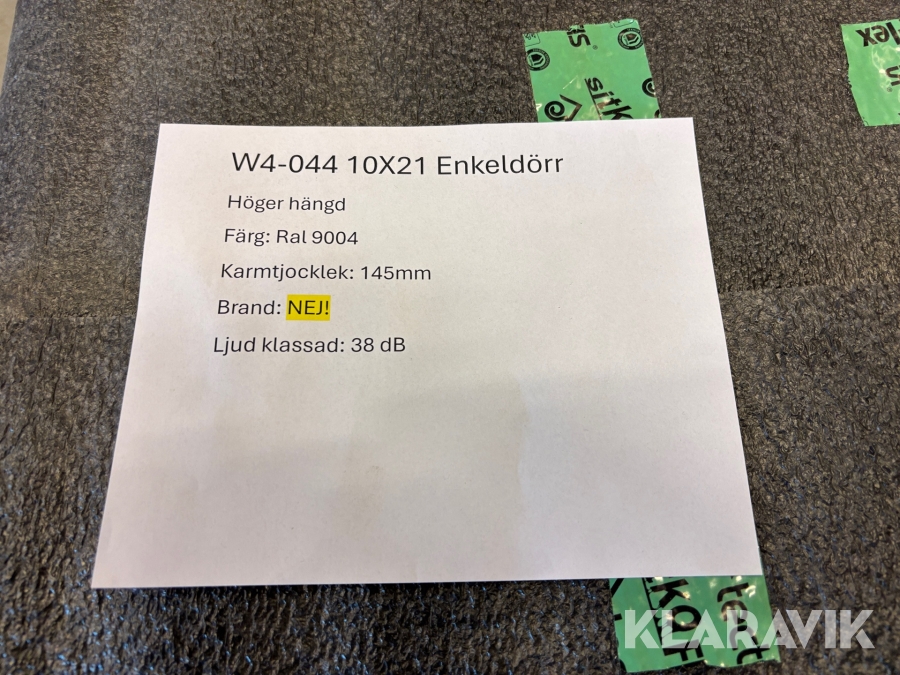 W4-044 10X21 Enkeldörr
Höger hängd
Färg: Ral 9004
Karmtjocklek: 145mm
Brand: NEJ!
Ljud klassad: 38 dB
KLARAVIK